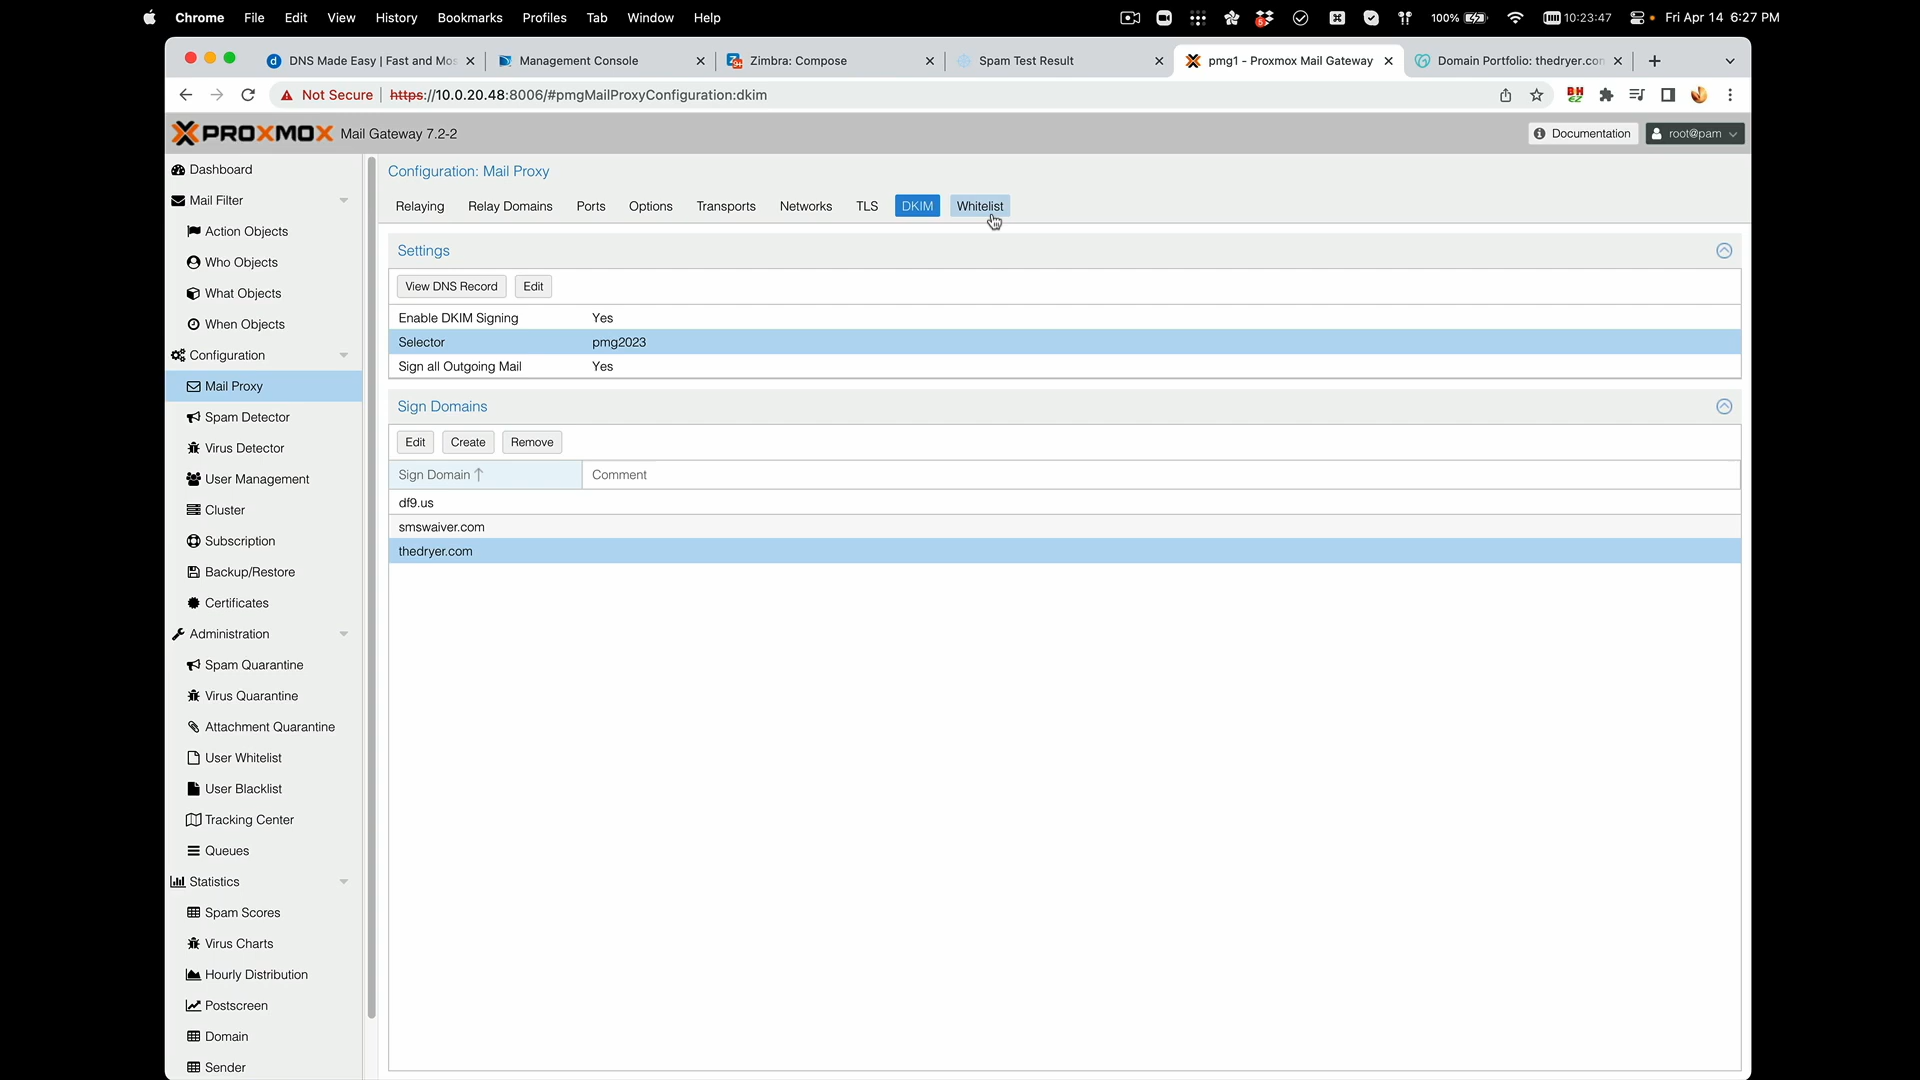 Chrome File Edit View History Bookmarks Profiles Tab Window Help 100% 10:23:47 Fri Apr 14 6:27 PM
DNS Made Easy | Fast and Mos Management Console Zimbra: Compose Spam Test Result pmg1 - Proxmox Mail Gateway Domain Portfolio: thedryer.com
Not Secure https://10.0.20.48:8006/#pmgMailProxyConfiguration:dkim
PROXMOX Mail Gateway 7.2-2 Documentation root@pam
Dashboard
Mail Filter
Action Objects
Who Objects
What Objects
When Objects
Configuration
Mail Proxy
Spam Detector
Virus Detector
User Management
Cluster
Subscription
Backup/Restore
Certificates
Administration
Spam Quarantine
Virus Quarantine
Attachment Quarantine
User Whitelist
User Blacklist
Tracking Center
Queues
Statistics
Spam Scores
Virus Charts
Hourly Distribution
Postscreen
Domain
Sender
Configuration: Mail Proxy
Relaying Relay Domains Ports Options Transports Networks TLS DKIM Whitelist
Settings
View DNS Record Edit
Enable DKIM Signing Yes
Selector pmg2023
Sign all Outgoing Mail Yes
Sign Domains
Edit Create Remove
Sign Domain Comment
df9.us
smswaiver.com
thedryer.com